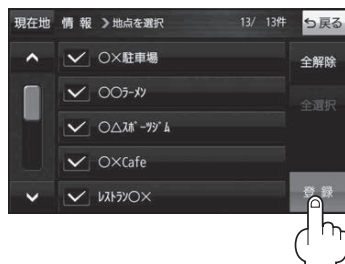 現在地 情 報 ❯地点を選択 13/ 13件 戻る
○×駐車場 全解除
○○ﾗｰﾒﾝ
全選択
○△ｽﾎﾟｰﾂｼﾞﾑ
○×Cafe
ﾚｽﾄﾗﾝ○× 登 録